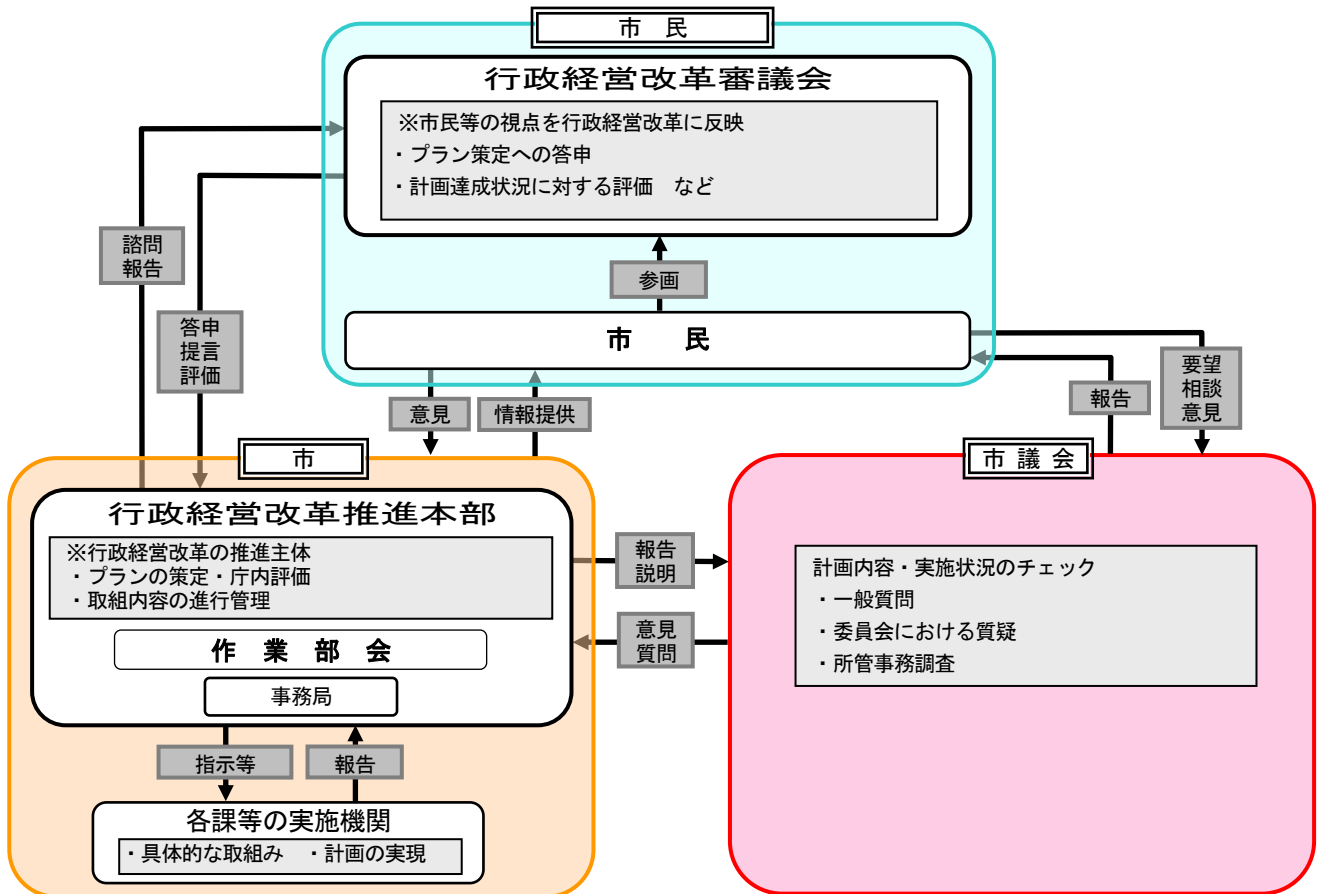 市　民
行政経営改革審議会
※市民等の視点を行政経営改革に反映
・プラン策定への答申
・計画達成状況に対する評価　など
諮問
報告
答申
提言
評価
参画
市　民
意見
情報提供
報告
要望
相談
意見
市
行政経営改革推進本部
※行政経営改革の推進主体
・プランの策定・庁内評価
・取組内容の進行管理
作　業　部　会
事務局
指示等
報告
各課等の実施機関
・具体的な取組み　・計画の実現
報告
説明
意見
質問
市 議 会
計画内容・実施状況のチェック
・一般質問
・委員会における質疑
・所管事務調査